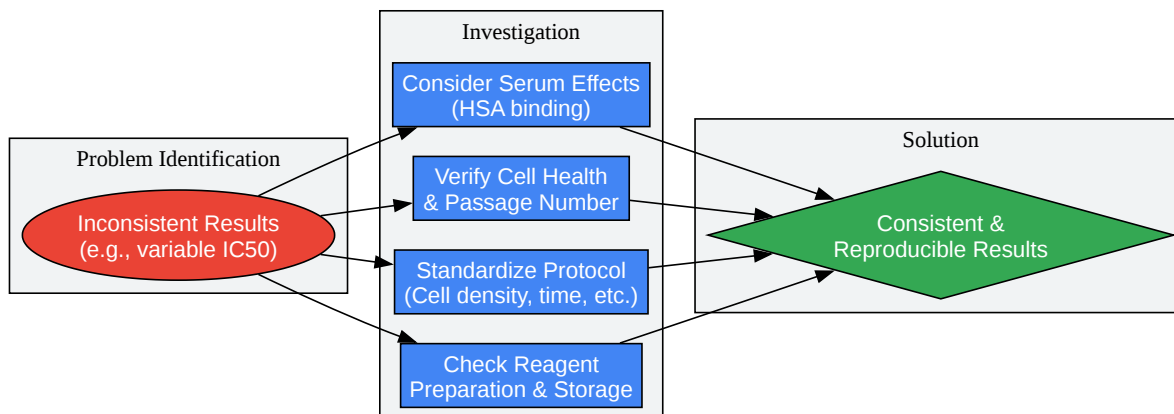 Problem Identification
Inconsistent Results
(e.g., variable IC50)
Investigation
Consider Serum Effects
(HSA binding)
Verify Cell Health
& Passage Number
Standardize Protocol
(Cell density, time, etc.)
Check Reagent
Preparation & Storage
Solution
Consistent &
Reproducible Results